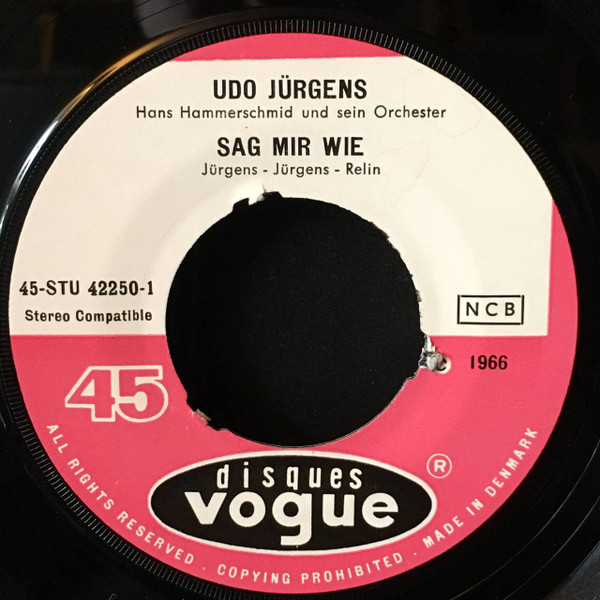 UDO JÜRGENS
Hans Hammerschmid und sein Orchester
SAG MIR WIE
Jürgens - Jürgens - Relin
45-STU 42250-1
Stereo Compatible
NCB
1966
45
disques
vogue
®
ALL RIGHTS RESERVED · COPYING PROHIBITED · MADE IN DENMARK